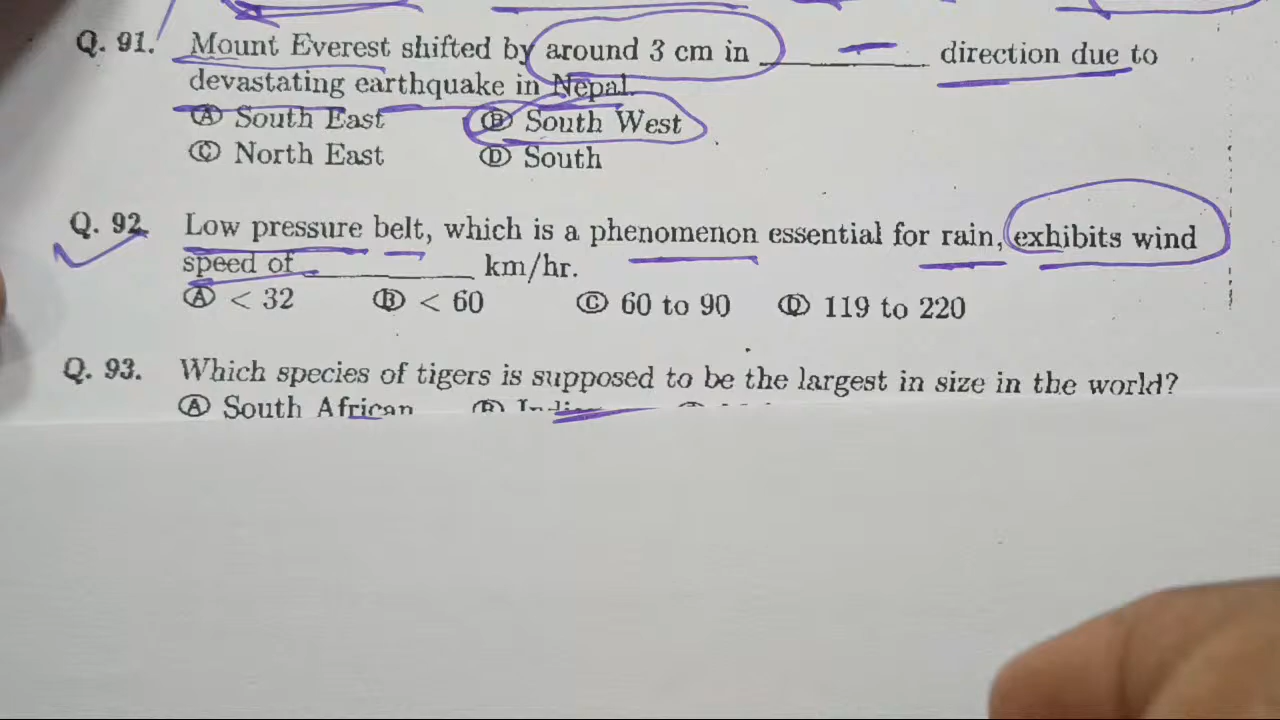 Q. 91. Mount Everest shifted by around 3 cm in __________ direction due to
devastating earthquake in Nepal.
Ⓐ South East Ⓑ South West
Ⓒ North East Ⓓ South
Q. 92. Low pressure belt, which is a phenomenon essential for rain, exhibits wind
speed of __________ km/hr.
Ⓐ < 32 Ⓑ < 60 Ⓒ 60 to 90 Ⓓ 119 to 220
Q. 93. Which species of tigers is supposed to be the largest in size in the world?
Ⓐ South African Ⓑ